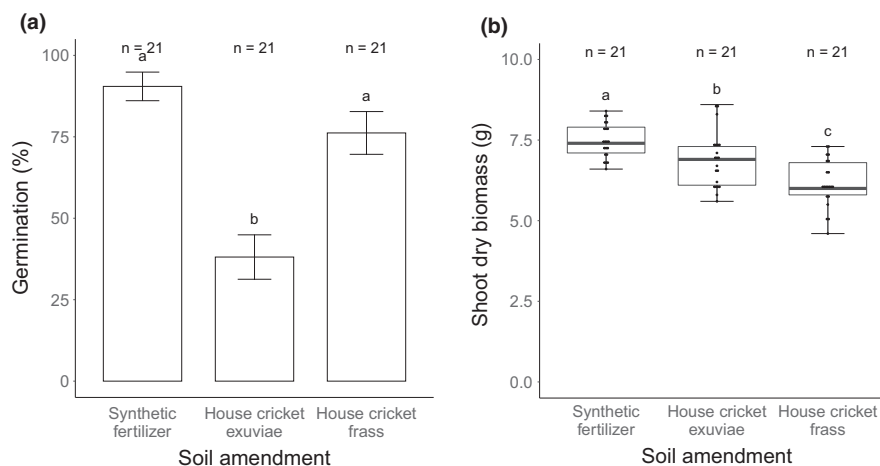 (a)
n = 21 n = 21 n = 21
a
b
a
100
75
50
25
0
Germination (%)
Synthetic fertilizer
House cricket exuviae
House cricket frass
Soil amendment
(b)
n = 21 n = 21 n = 21
a
b
c
10.0
7.5
5.0
2.5
0.0
Shoot dry biomass (g)
Synthetic fertilizer
House cricket exuviae
House cricket frass
Soil amendment